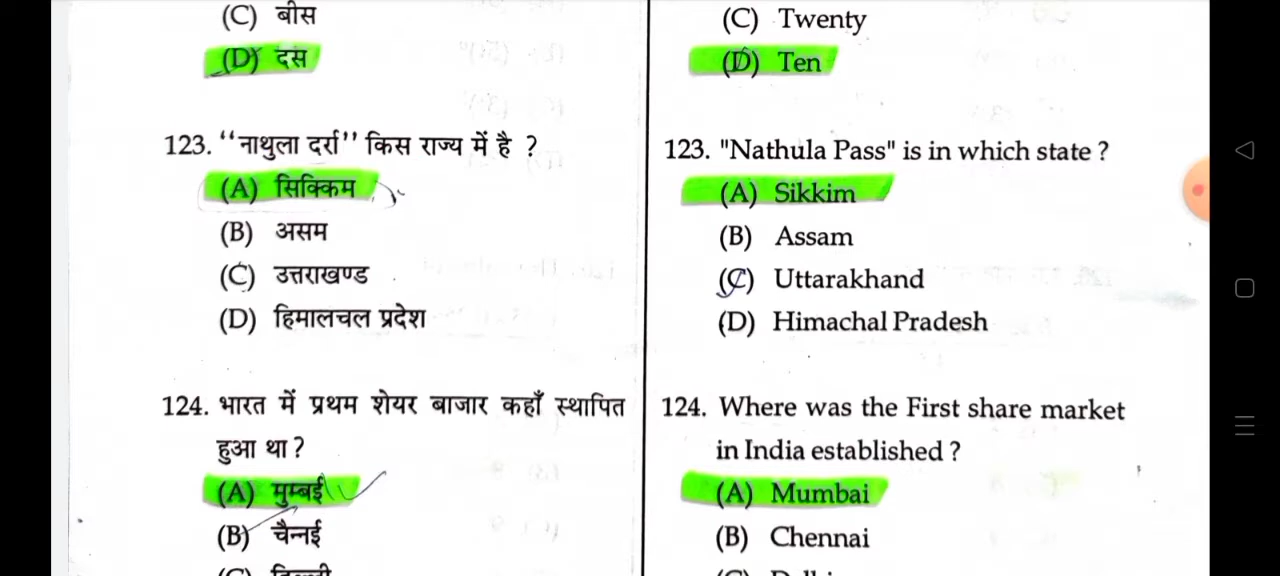 (C) बीस
(D) दस
123. ‘‘नाथुला दर्रा’’ किस राज्य में है ?
(A) सिक्किम
(B) असम
(C) उत्तराखण्ड
(D) हिमालचल प्रदेश
124. भारत में प्रथम शेयर बाजार कहाँ स्थापित
हुआ था ?
(A) मुम्बई
(B) चैन्नई
(C) दिल्ली
(C) Twenty
(D) Ten
123. "Nathula Pass" is in which state ?
(A) Sikkim
(B) Assam
(C) Uttarakhand
(D) Himachal Pradesh
124. Where was the First share market
in India established ?
(A) Mumbai
(B) Chennai
(C) Delhi